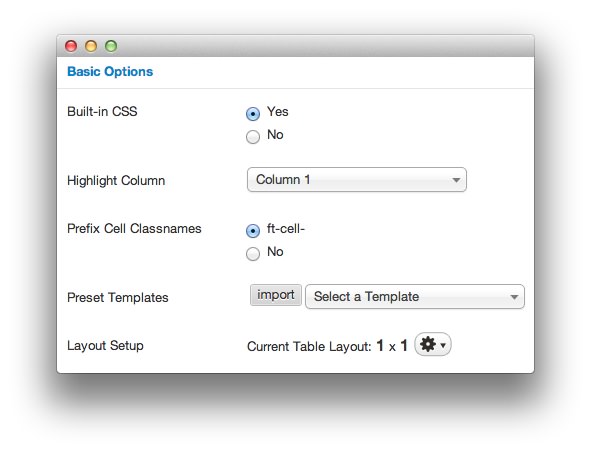 Basic Options
Built-in CSS
Yes
No
Highlight Column
Column 1
Prefix Cell Classnames
ft-cell-
No
Preset Templates
import
Select a Template
Layout Setup
Current Table Layout: 1 x 1